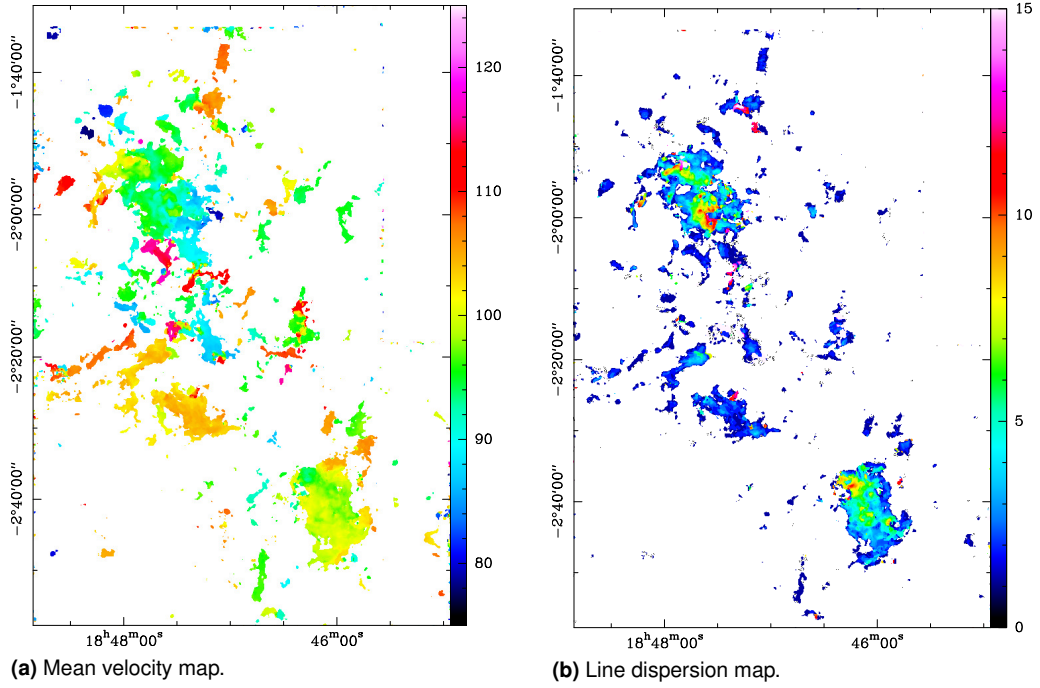 −1°40′00″
−2°00′00″
−2°20′00″
−2°40′00″
18ʰ48ᵐ00ˢ
46ᵐ00ˢ
120
110
100
90
80
(a) Mean velocity map.
−1°40′00″
−2°00′00″
−2°20′00″
−2°40′00″
18ʰ48ᵐ00ˢ
46ᵐ00ˢ
15
10
5
0
(b) Line dispersion map.